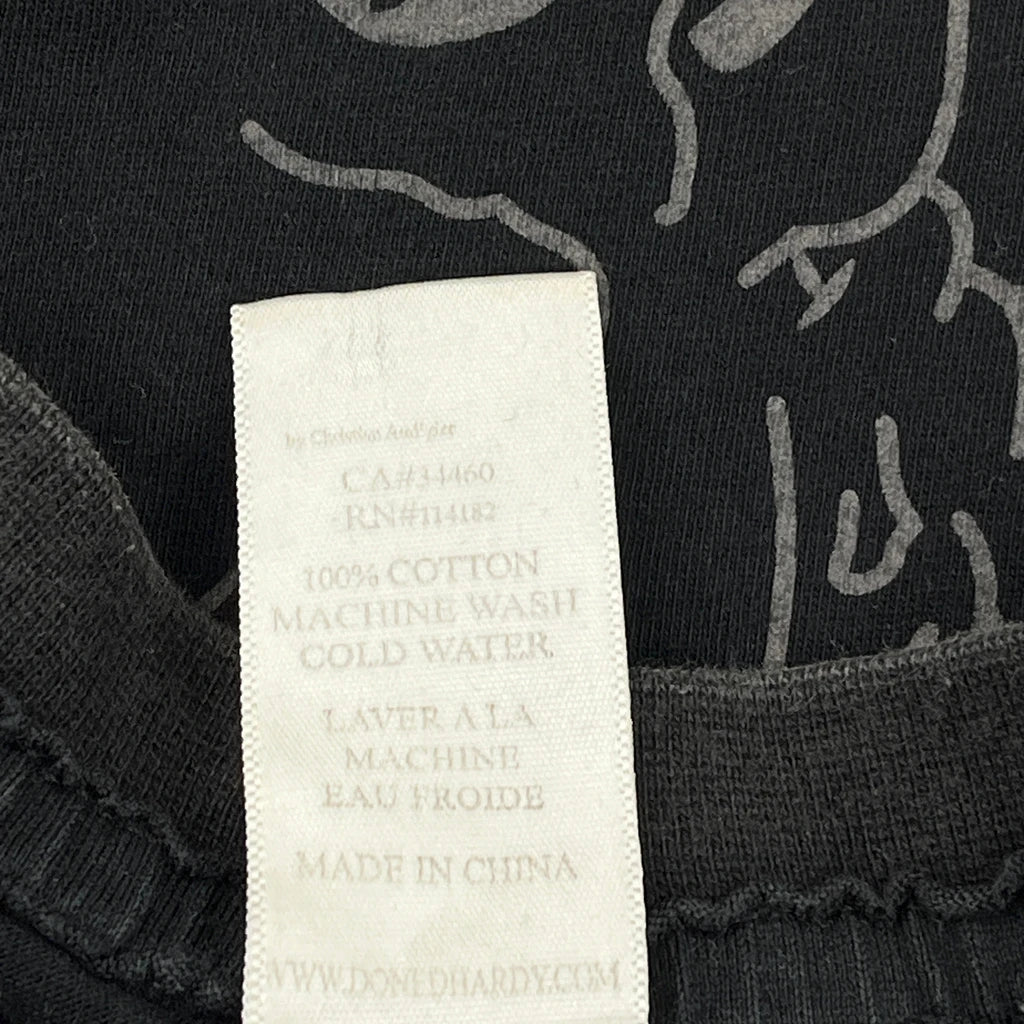 by Christian Audigier
CA#34460
RN#114182
100% COTTON
MACHINE WASH
COLD WATER
LAVER A LA
MACHINE
EAU FROIDE
MADE IN CHINA
WWW.DONEDHARDY.COM